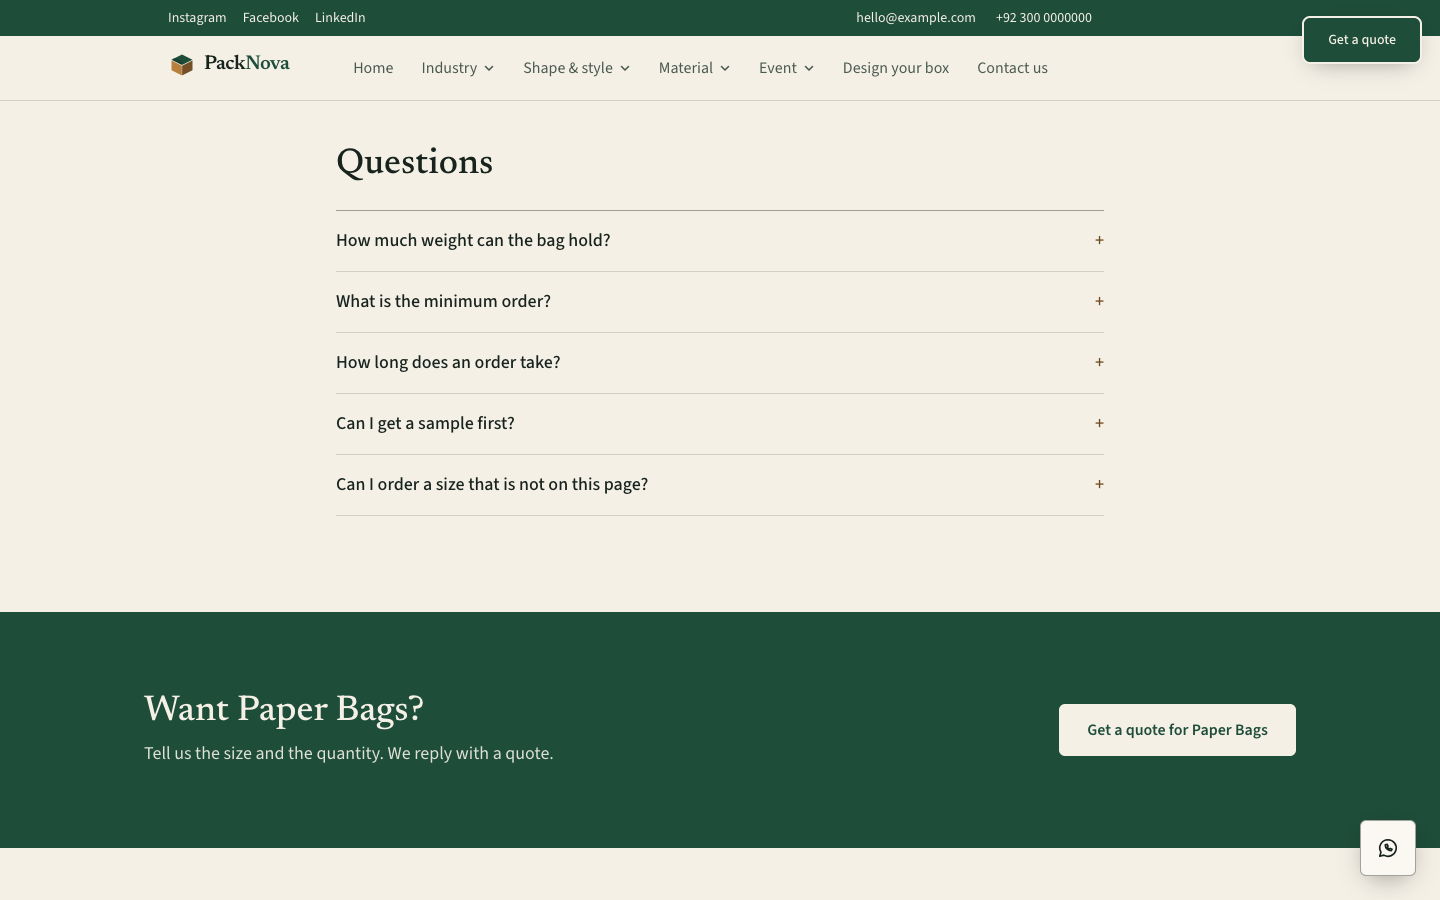 Instagram Facebook LinkedIn hello@example.com +92 300 0000000
Get a quote
PackNova Home Industry Shape & style Material Event Design your box Contact us
Questions
How much weight can the bag hold? +
What is the minimum order? +
How long does an order take? +
Can I get a sample first? +
Can I order a size that is not on this page? +
Want Paper Bags?
Tell us the size and the quantity. We reply with a quote.
Get a quote for Paper Bags